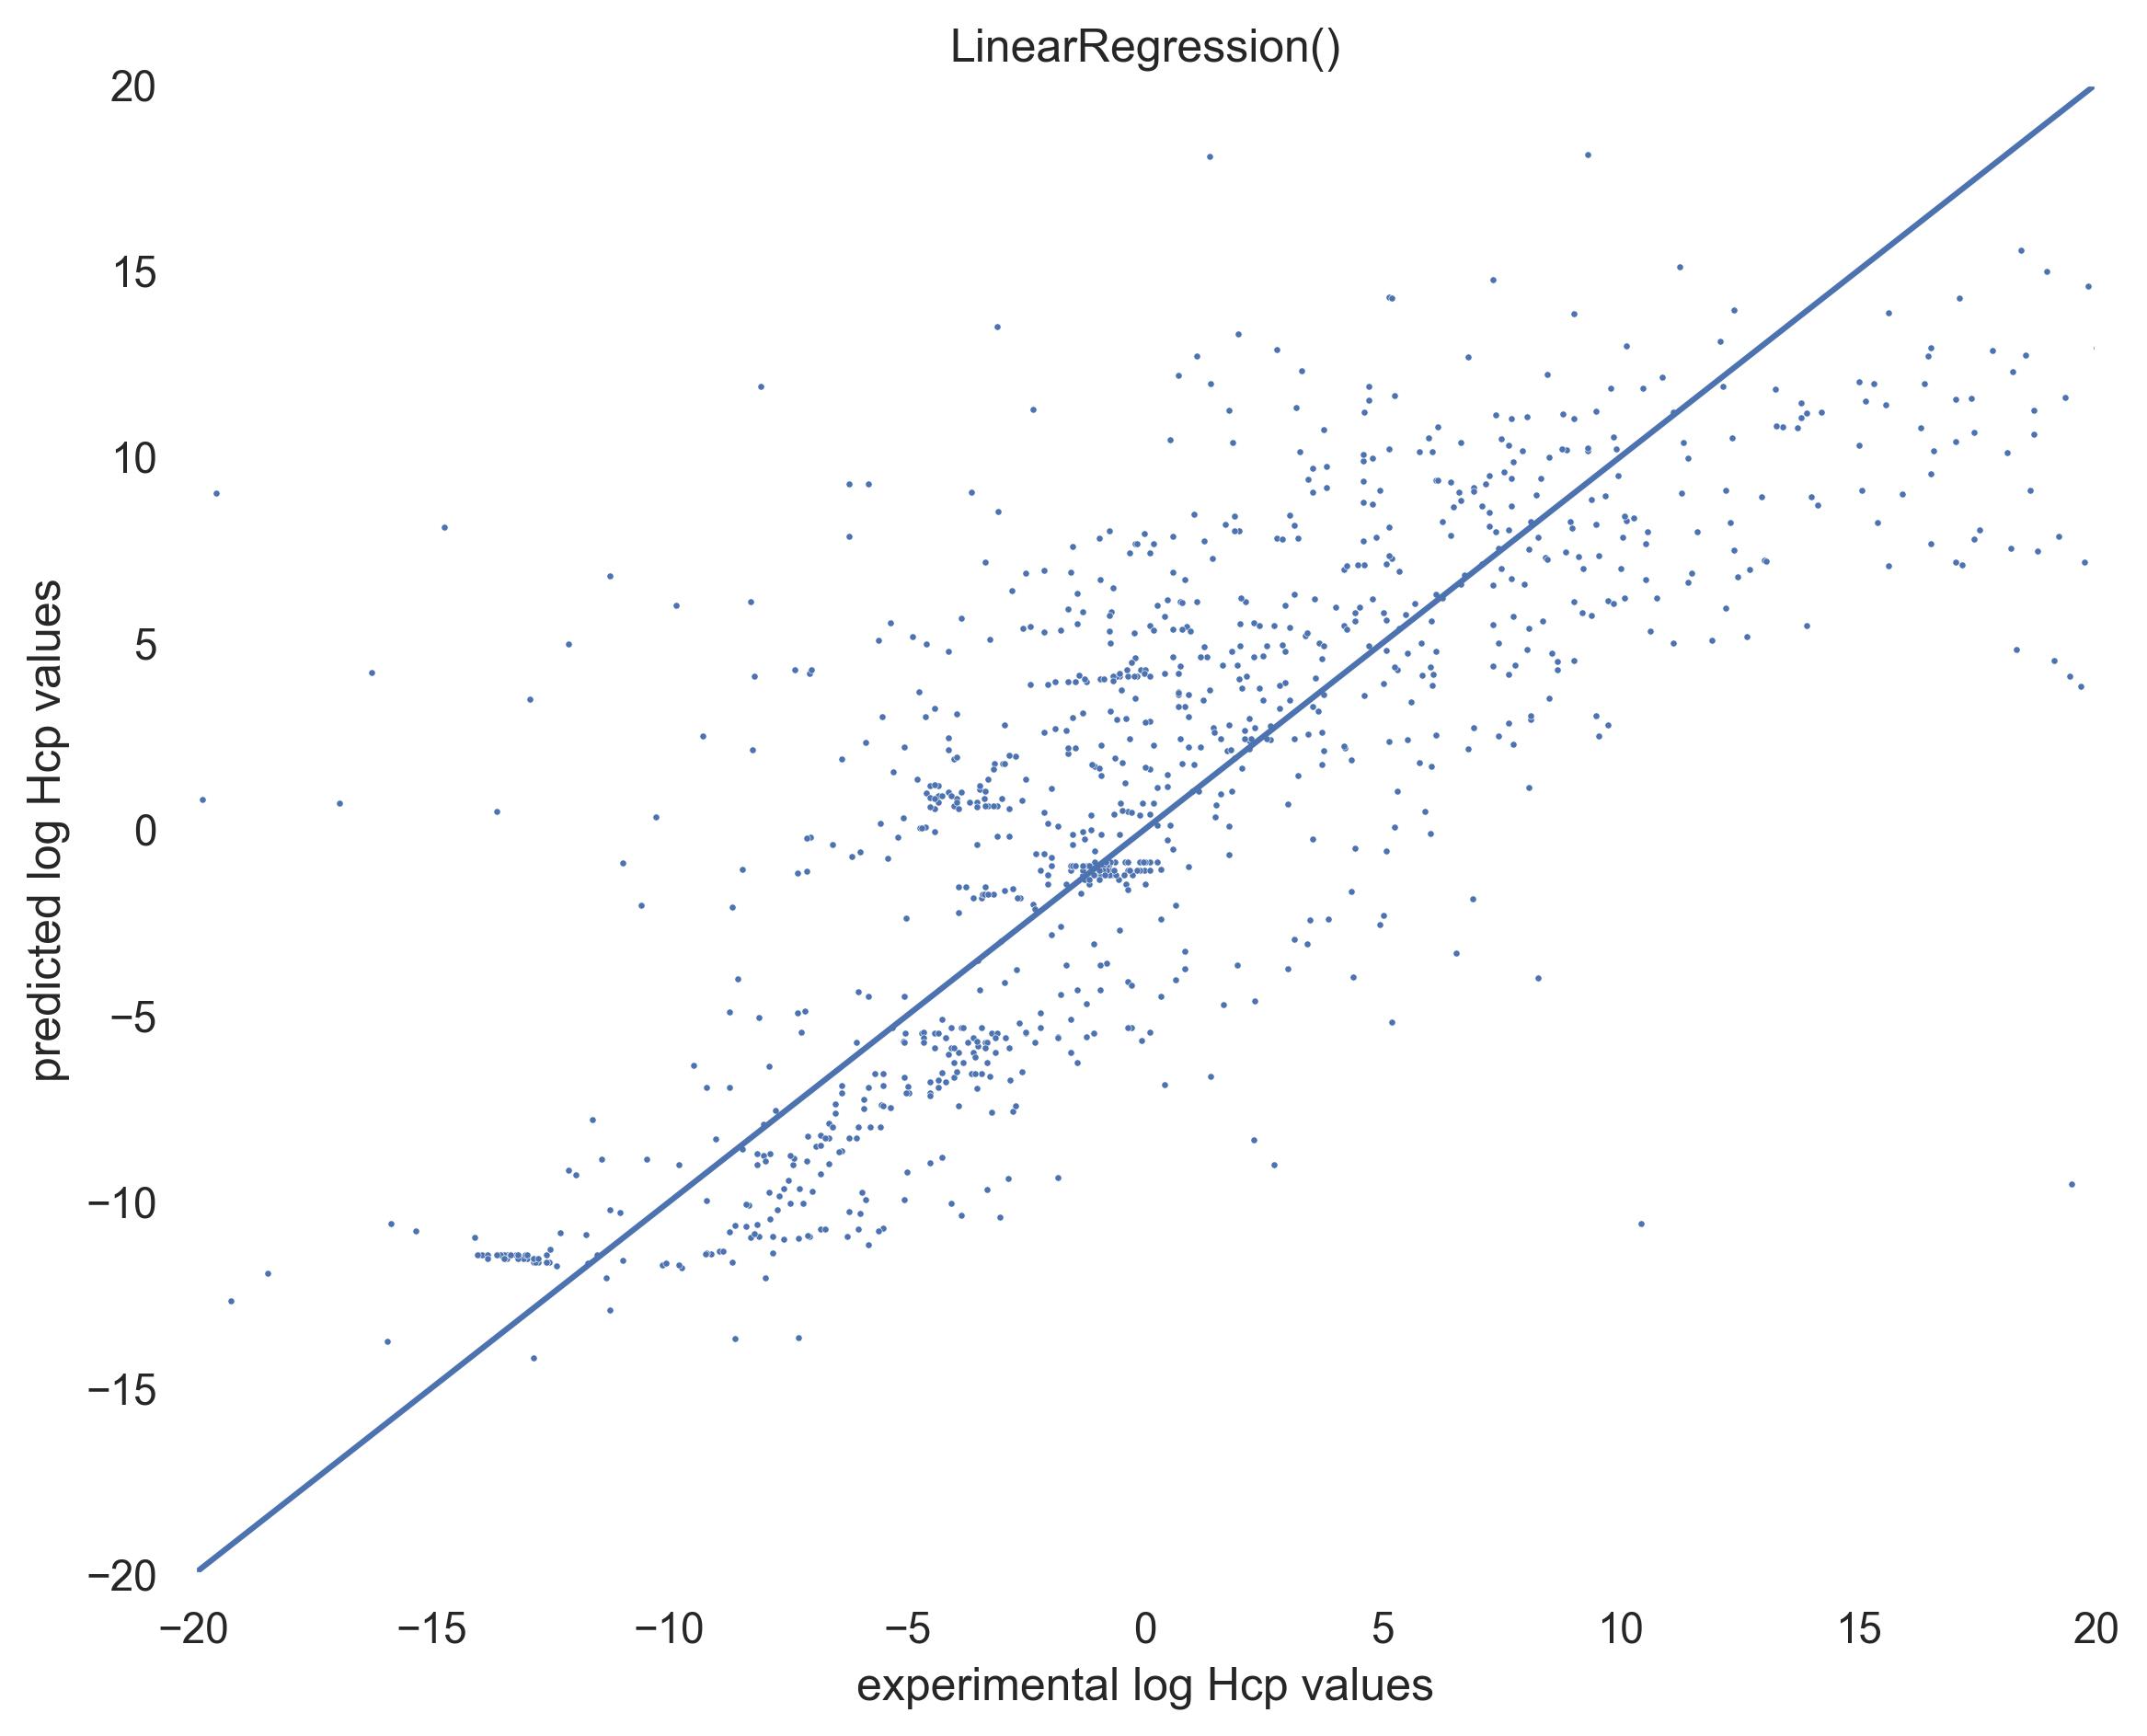 LinearRegression()
20
15
10
5
0
−5
−10
−15
−20
predicted log Hcp values
−20 −15 −10 −5 0 5 10 15 20
experimental log Hcp values